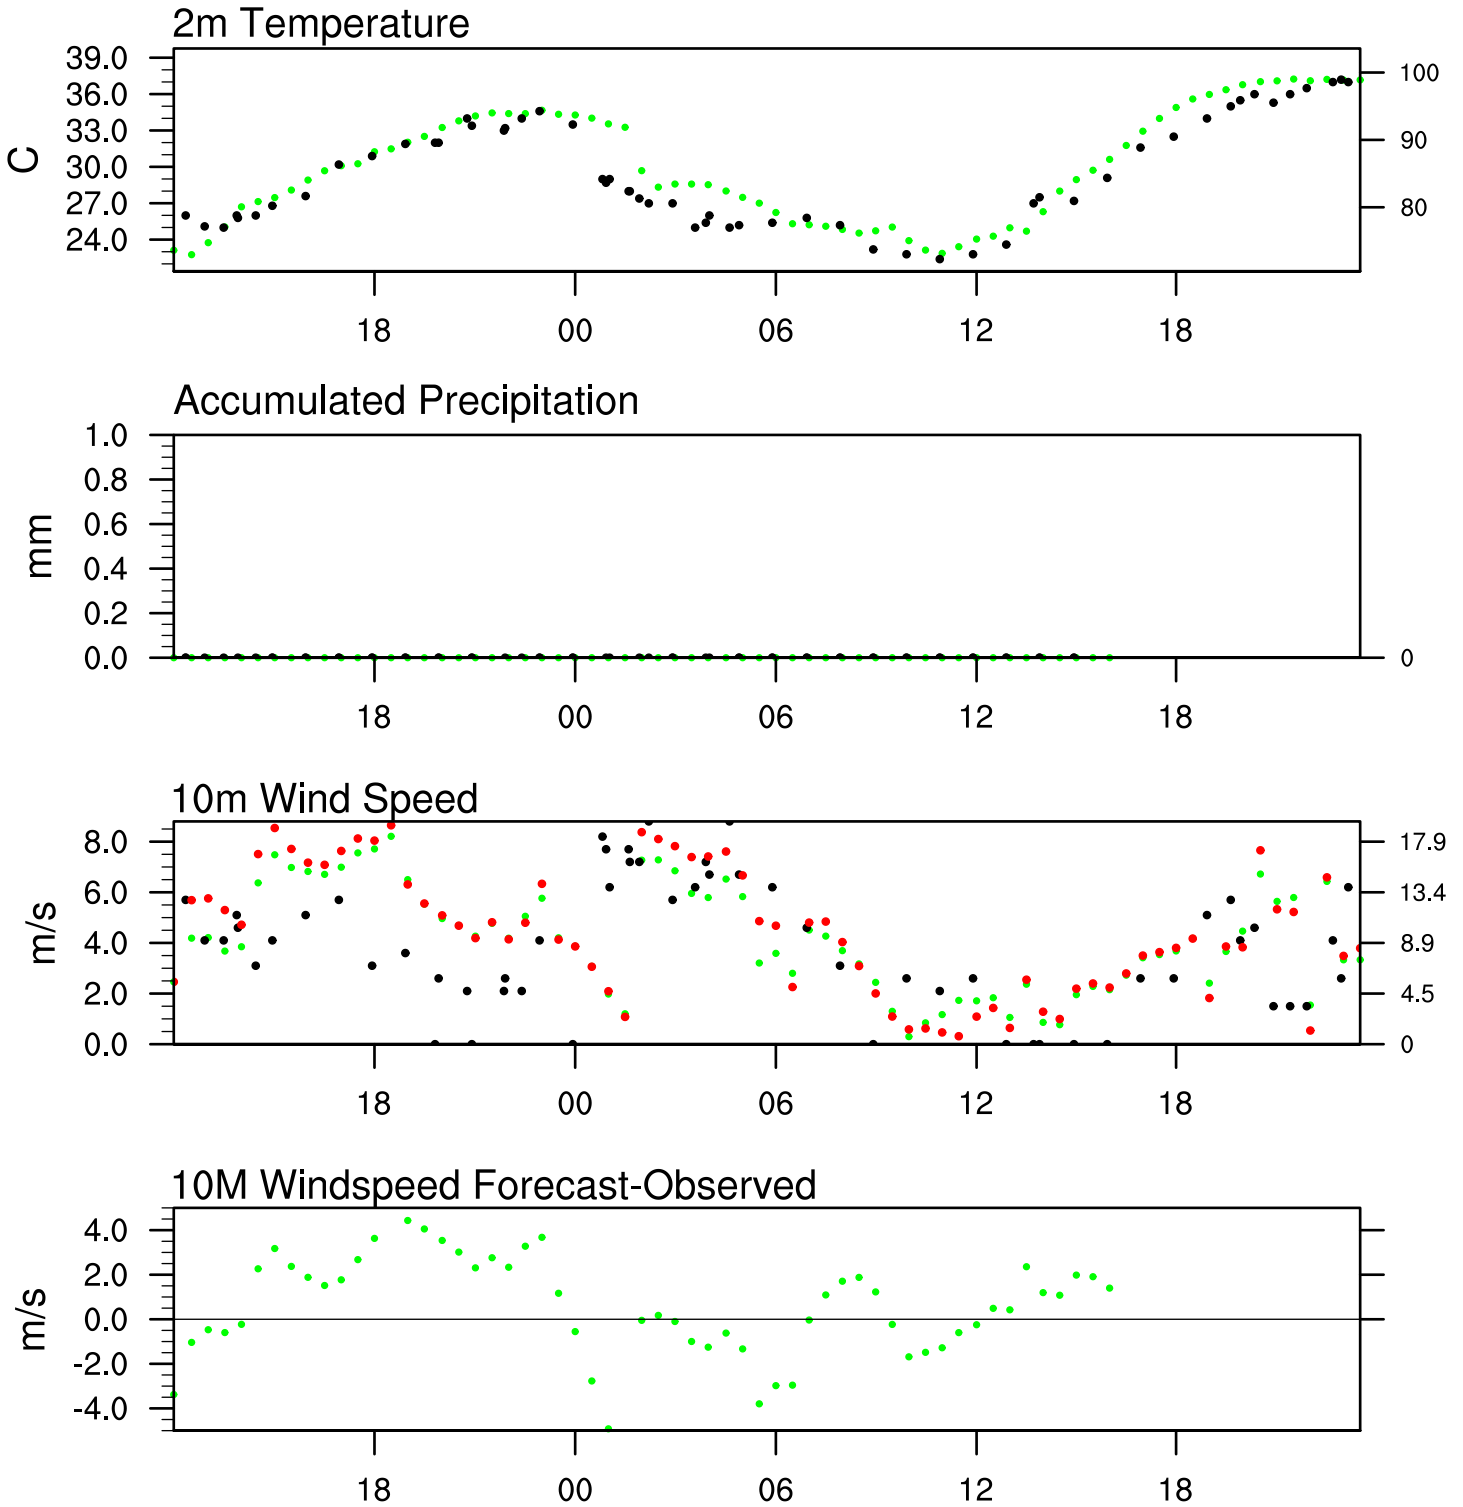 2m Temperature
39.0
36.0
33.0
30.0
27.0
24.0
C
100
90
80
18 00 06 12 18
Accumulated Precipitation
1.0
0.8
0.6
0.4
0.2
0.0
mm
0
18 00 06 12 18
10m Wind Speed
8.0
6.0
4.0
2.0
0.0
m/s
17.9
13.4
8.9
4.5
0
18 00 06 12 18
10M Windspeed Forecast-Observed
4.0
2.0
0.0
-2.0
-4.0
m/s
18 00 06 12 18